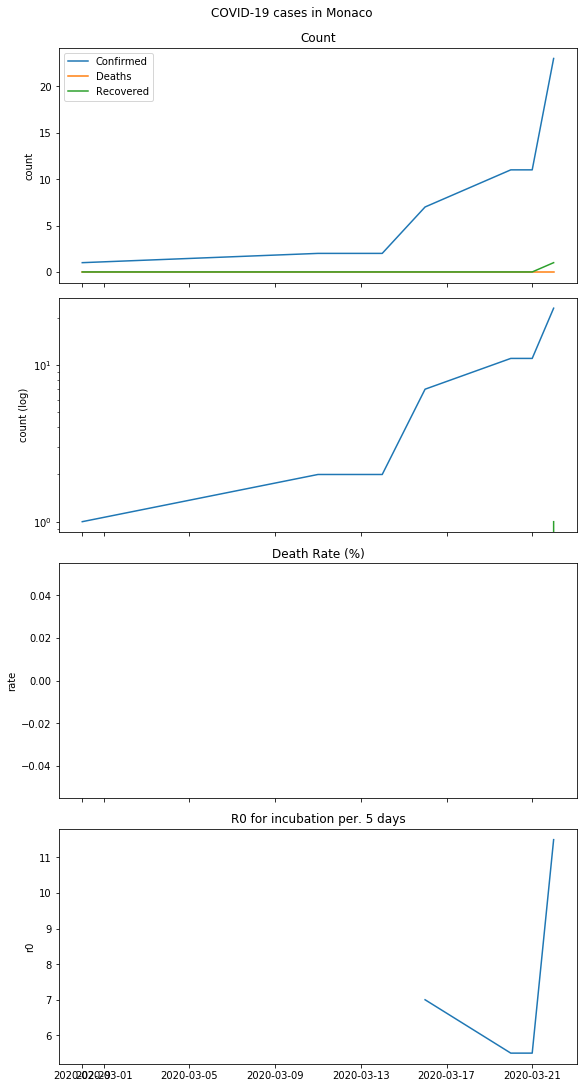 COVID-19 cases in Monaco
Count
Confirmed
Deaths
Recovered
20
15
10
5
0
count
10¹
10⁰
count (log)
Death Rate (%)
0.04
0.02
0.00
−0.02
−0.04
rate
R0 for incubation per. 5 days
11
10
9
8
7
6
r0
2020-02-29 2020-03-01 2020-03-05 2020-03-09 2020-03-13 2020-03-17 2020-03-21